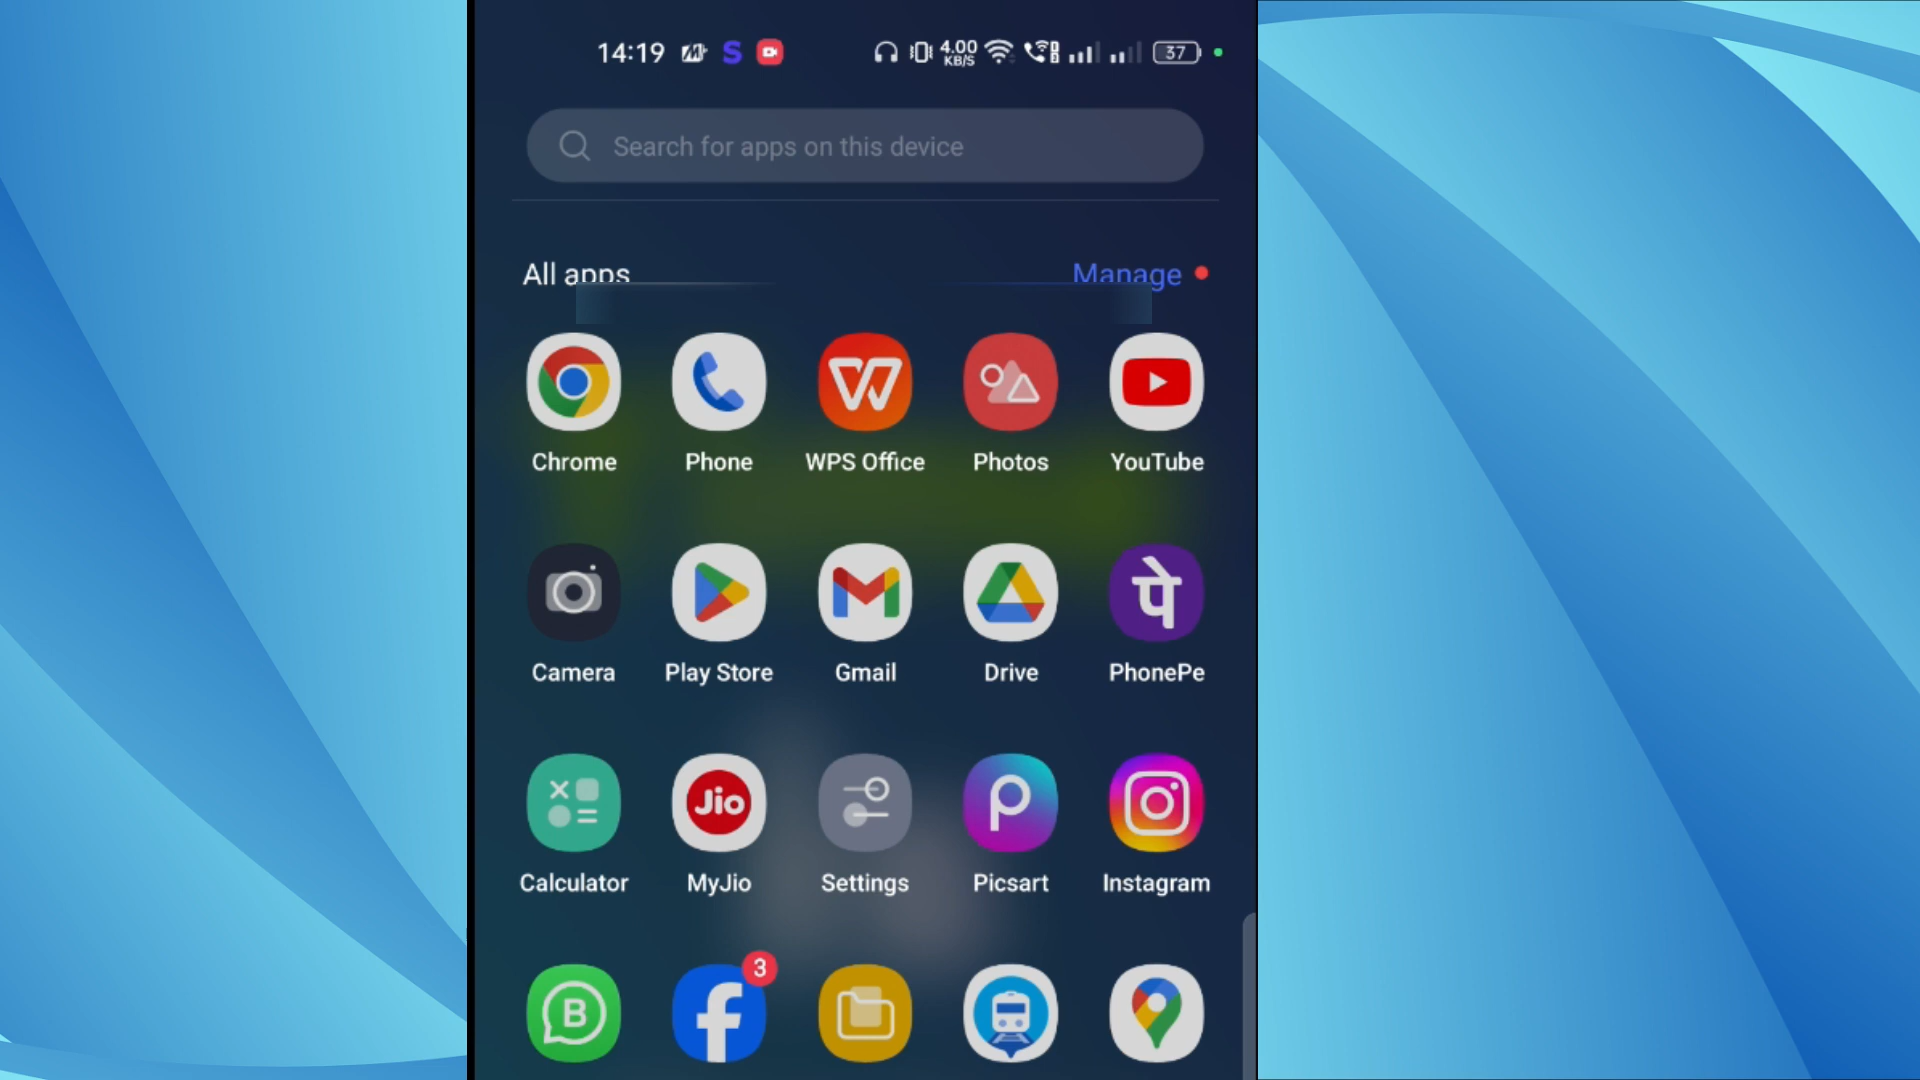 14:19 S 4.00 KB/S 37
Search for apps on this device
All apps Manage
Chrome Phone WPS Office Photos YouTube
पे
Camera Play Store Gmail Drive PhonePe
Jio
Calculator MyJio Settings Picsart Instagram
B 3